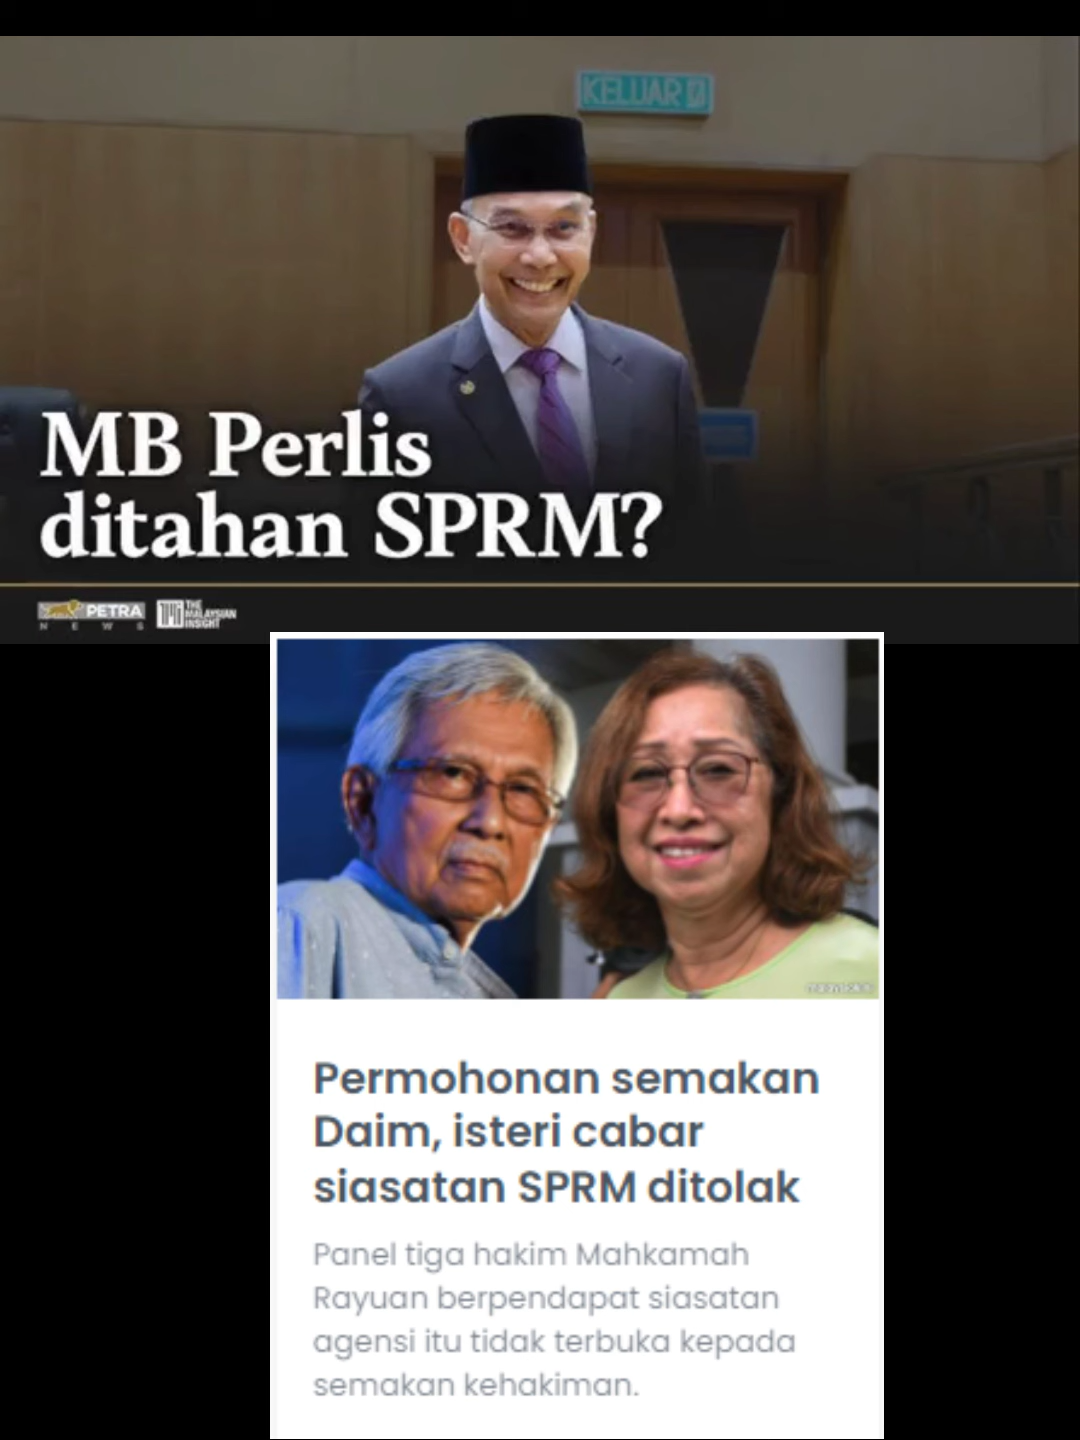 KELUAR
MB Perlis
ditahan SPRM?
PETRA
NEWS
THE
MALAYSIAN
INSIGHT
Permohonan semakan
Daim, isteri cabar
siasatan SPRM ditolak
Panel tiga hakim Mahkamah
Rayuan berpendapat siasatan
agensi itu tidak terbuka kepada
semakan kehakiman.